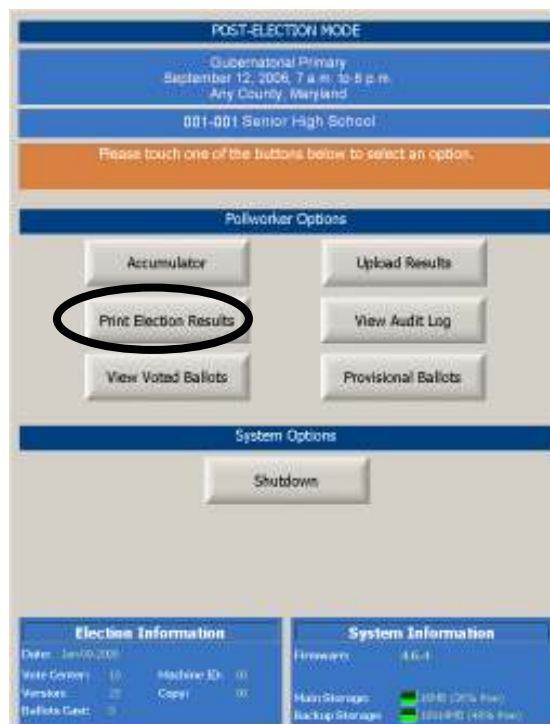 POST-ELECTION MODE
Gubernatorial Primary
September 12, 2006, 7 a.m. to 8 p.m.
Any County, Maryland
001-001 Senior High School
Please touch one of the buttons below to select an option.
Pollworker Options
Accumulator
Upload Results
Print Election Results
View Audit Log
View Voted Ballots
Provisional Ballots
System Options
Shutdown
Election Information
System Information
Date:
Firmware: 4.6.4
Vote Center:
Machine ID:
Version:
Copy:
Main Storage:
Ballots Cast:
Backup Storage: